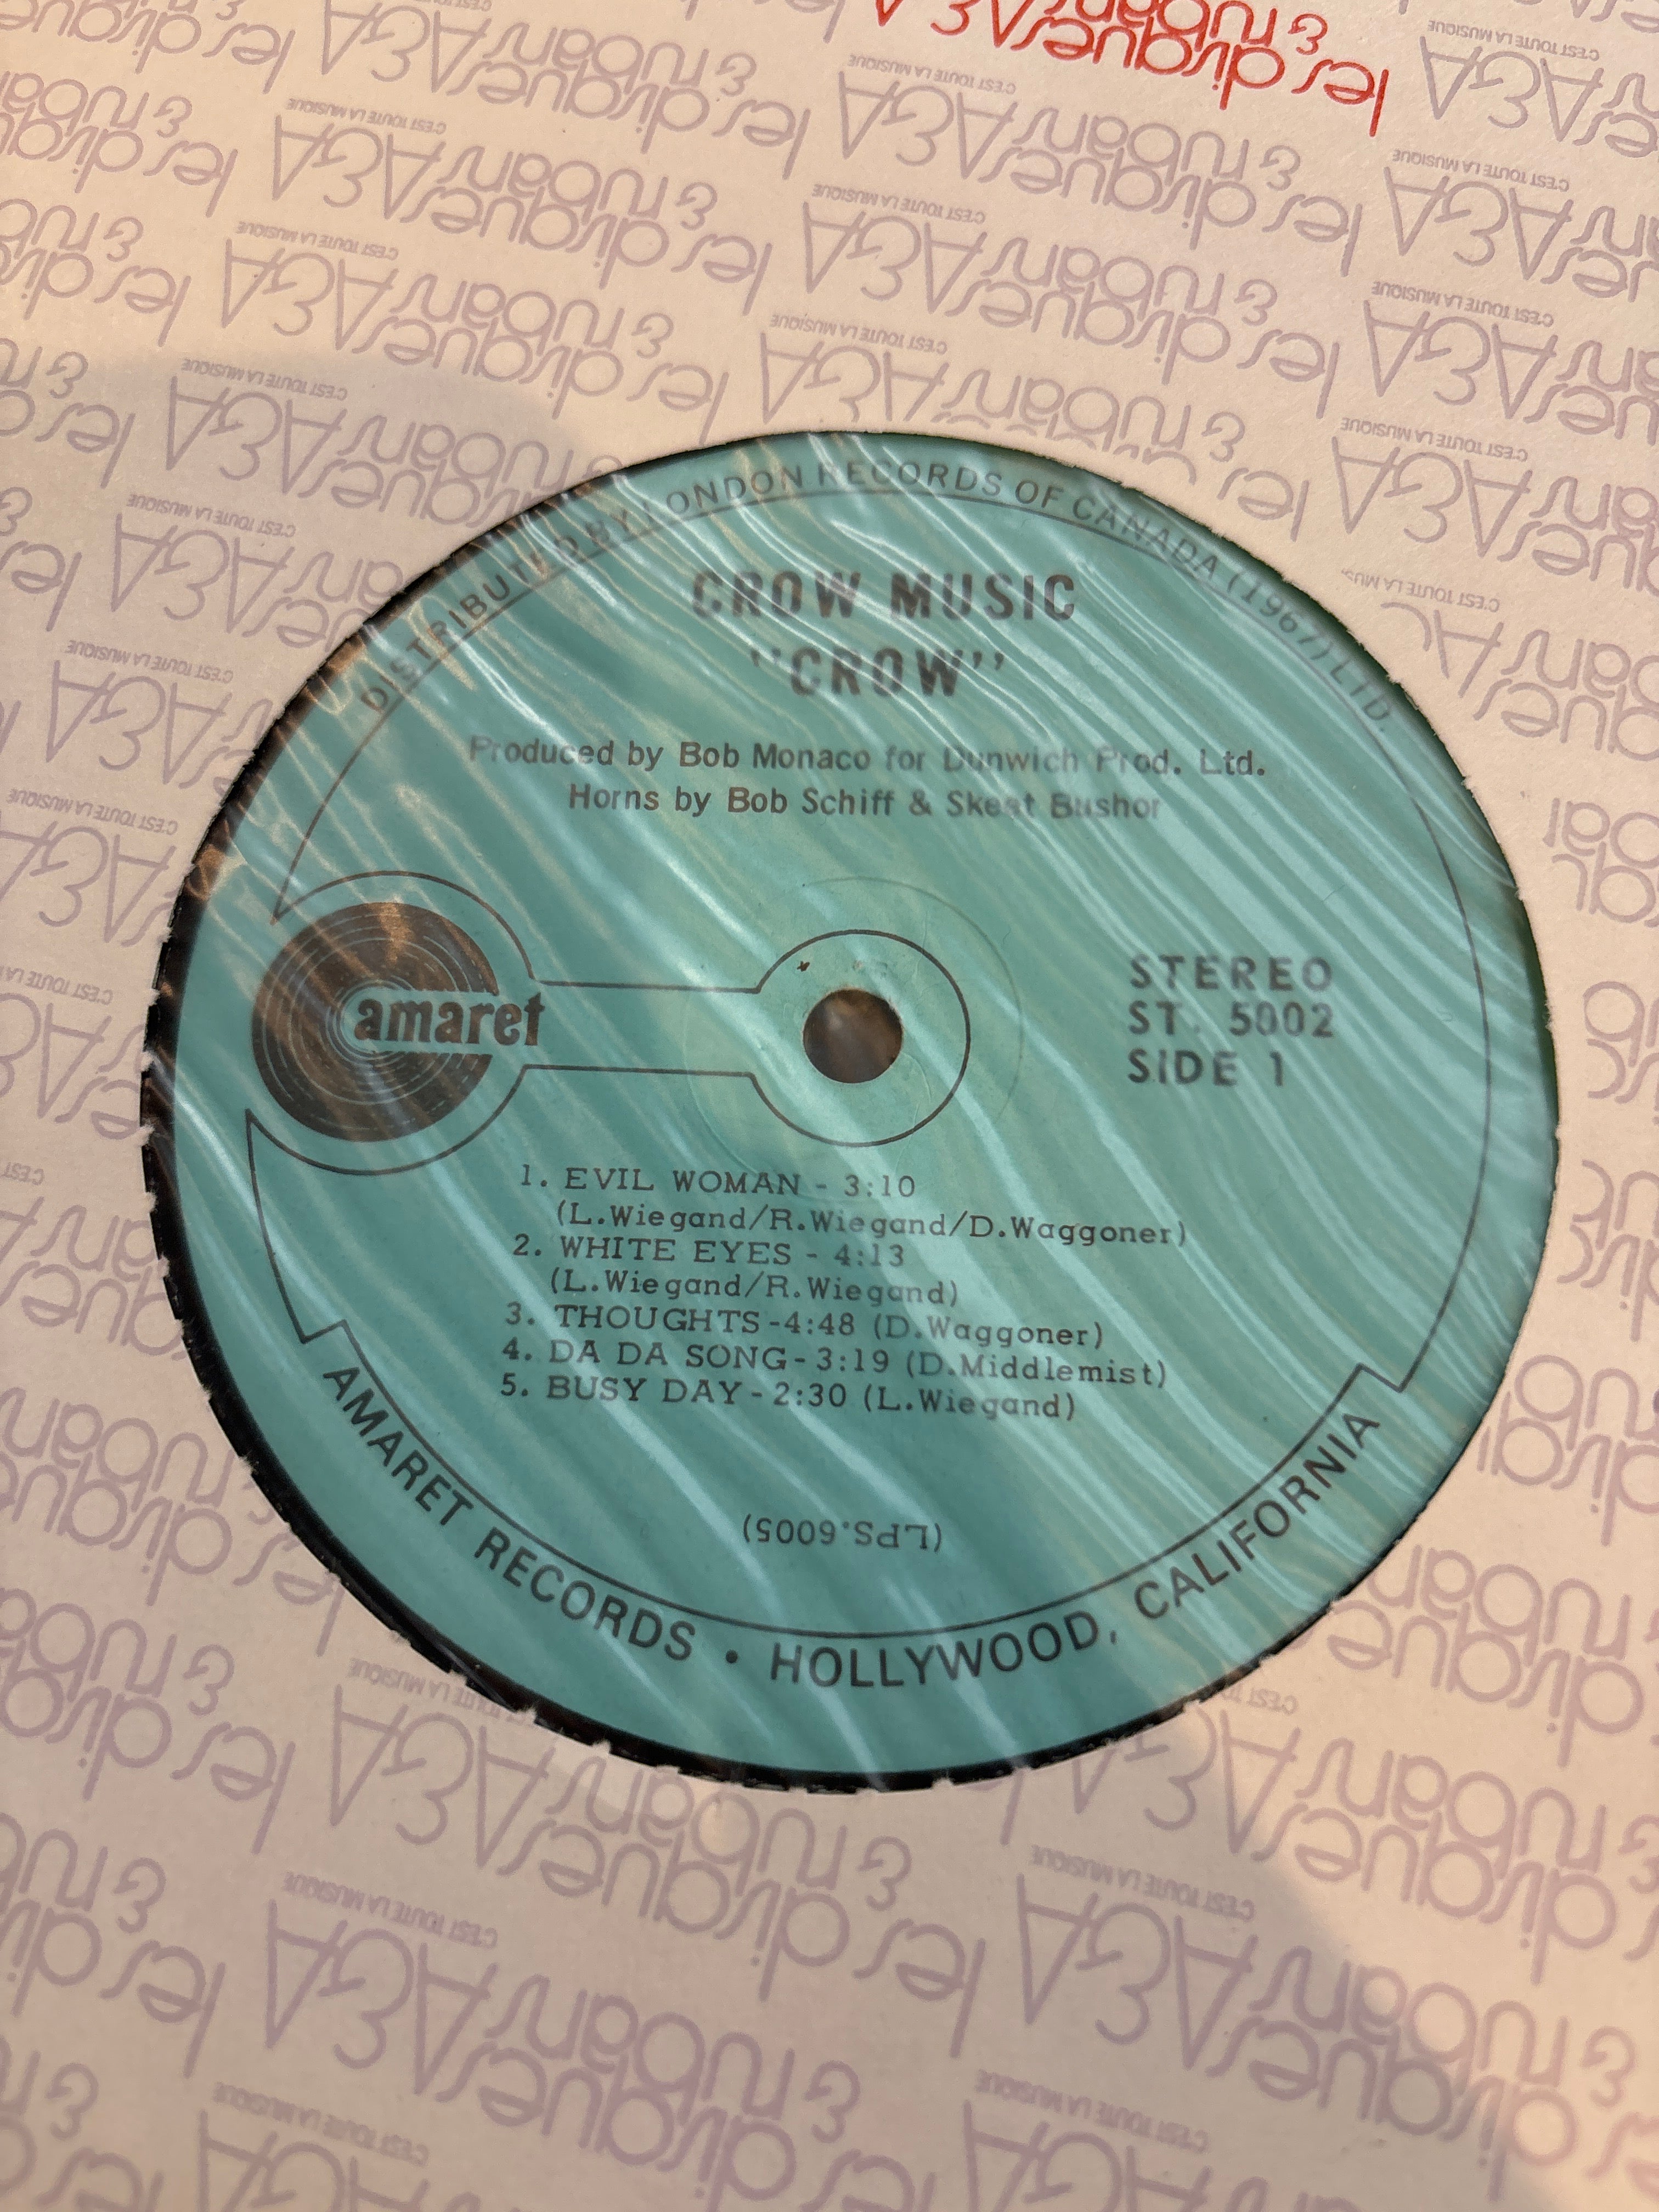 DISTRIBUTED BY LONDON RECORDS OF CANADA (1967) LTD.
CROW MUSIC
"CROW"
Produced by Bob Monaco for Dunwich Prod. Ltd.
Horns by Bob Schiff & Skeet Bushor
amaret
STEREO
ST. 5002
SIDE 1
1. EVIL WOMAN - 3:10
(L.Wiegand/R.Wiegand/D.Waggoner)
2. WHITE EYES - 4:13
(L.Wiegand/R.Wiegand)
3. THOUGHTS-4:48 (D.Waggoner)
4. DA DA SONG-3:19 (D.Middlemist)
5. BUSY DAY-2:30 (L.Wiegand)
(LPS.6005)
AMARET RECORDS • HOLLYWOOD, CALIFORNIA
les disques
& rubans
A&A
C'EST TOUTE LA MUSIQUE